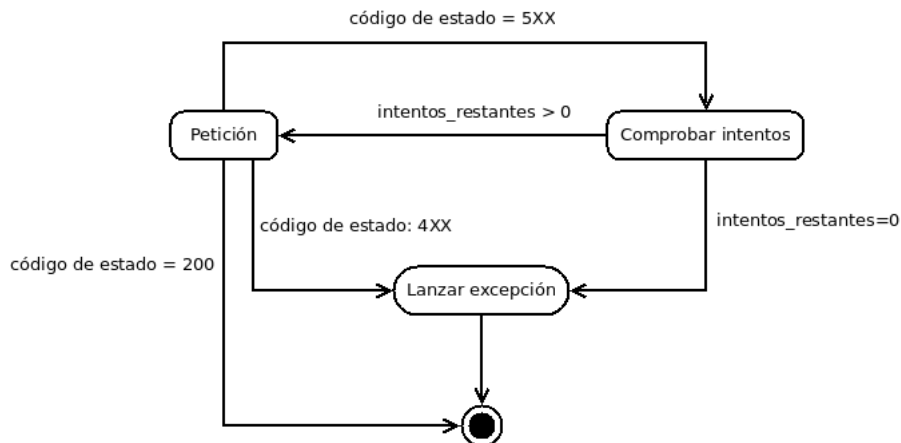 código de estado = 5XX
intentos_restantes > 0
Petición
Comprobar intentos
código de estado: 4XX
intentos_restantes=0
código de estado = 200
Lanzar excepción